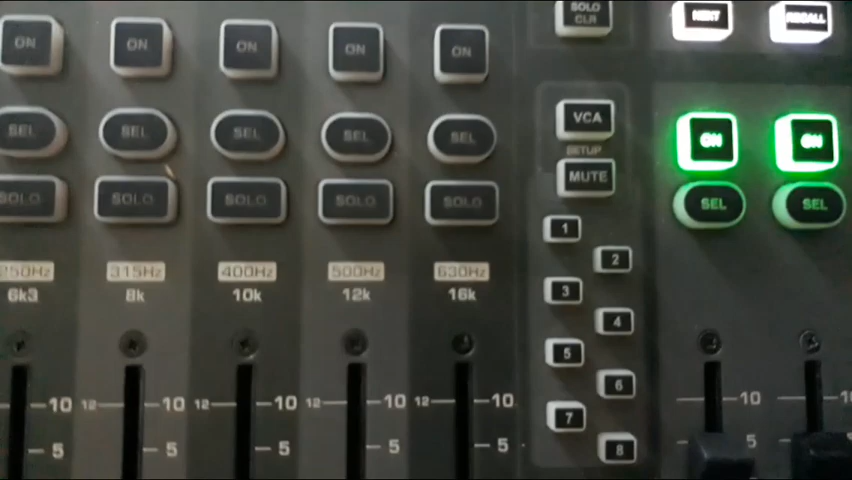 SOLO CLR NEXT RECALL
ON ON ON ON ON VCA ON ON
SETUP
SEL SEL SEL SEL SEL MUTE SEL SEL
SOLO SOLO SOLO SOLO SOLO
1
2
3
4
5
6
7
8
250Hz 315Hz 400Hz 500Hz 630Hz
6k3 8k 10k 12k 16k
10 12 10 12 10 12 10 12 10 10
5 5 5 5 5 5